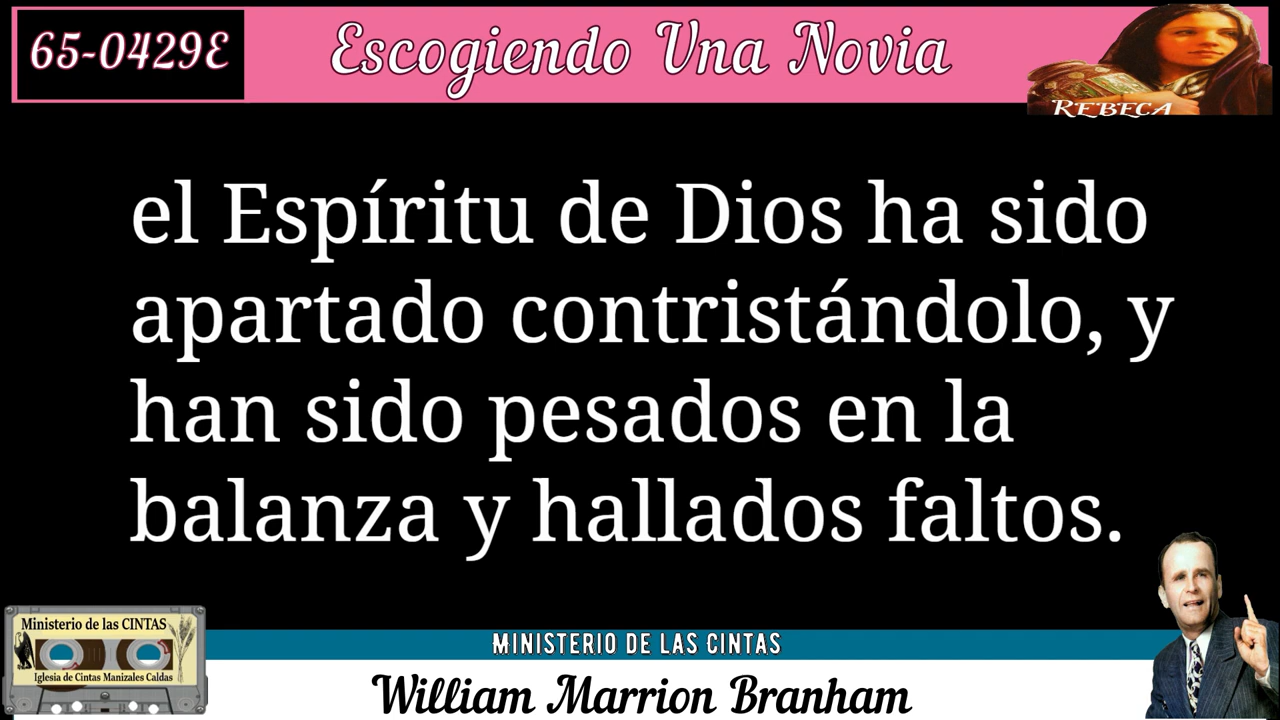 65-0429E
Escogiendo Una Novia
REBECA
el Espíritu de Dios ha sido
apartado contristándolo, y
han sido pesados en la
balanza y hallados faltos.
Ministerio de las CINTAS
Iglesia de Cintas Manizales Caldas
MINISTERIO DE LAS CINTAS
William Marrion Branham